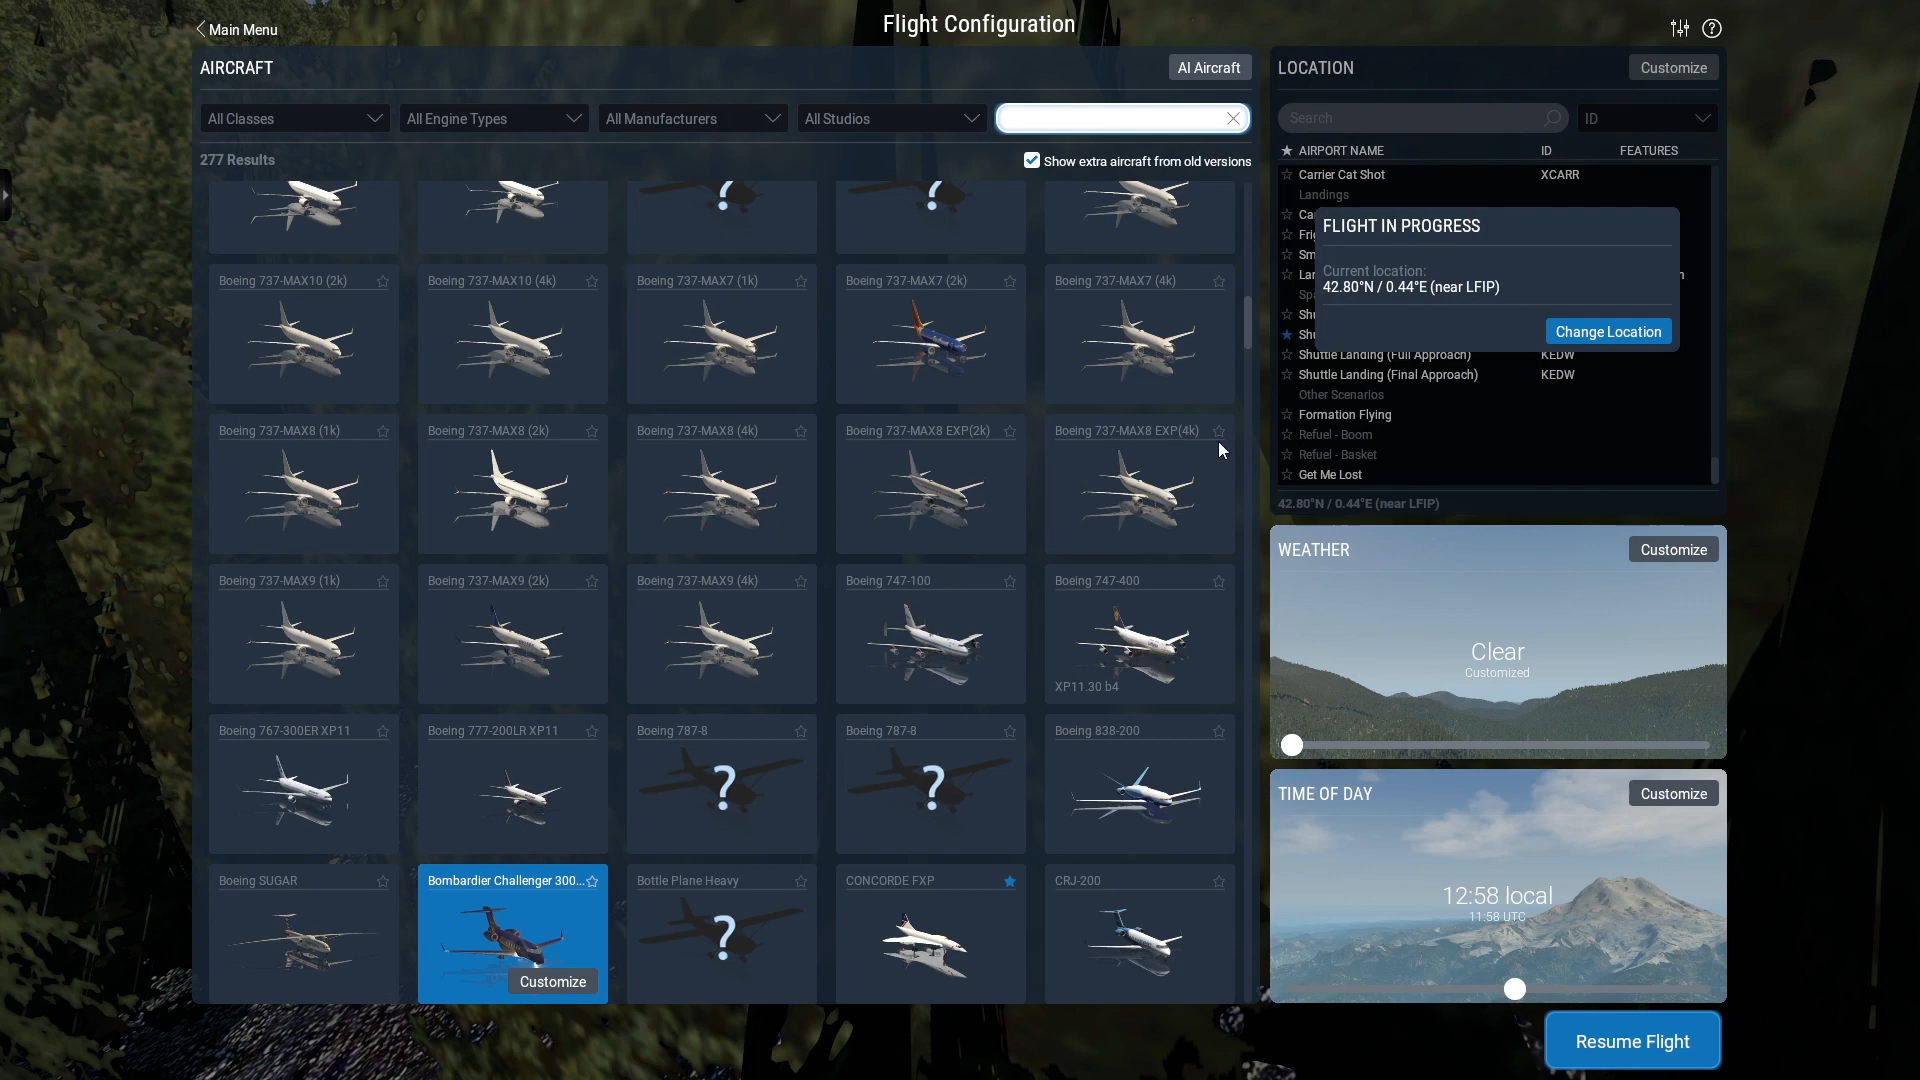 Main Menu
Flight Configuration
AIRCRAFT
AI Aircraft
All Classes
All Engine Types
All Manufacturers
All Studios
277 Results
Show extra aircraft from old versions
Boeing 737-MAX10 (2k)
Boeing 737-MAX10 (4k)
Boeing 737-MAX7 (1k)
Boeing 737-MAX7 (2k)
Boeing 737-MAX7 (4k)
Boeing 737-MAX8 (1k)
Boeing 737-MAX8 (2k)
Boeing 737-MAX8 (4k)
Boeing 737-MAX8 EXP(2k)
Boeing 737-MAX8 EXP(4k)
Boeing 737-MAX9 (1k)
Boeing 737-MAX9 (2k)
Boeing 737-MAX9 (4k)
Boeing 747-100
Boeing 747-400
XP11.30 b4
Boeing 767-300ER XP11
Boeing 777-200LR XP11
Boeing 787-8
?
Boeing 787-8
?
Boeing 838-200
Boeing SUGAR
Bombardier Challenger 300...
Customize
Bottle Plane Heavy
?
CONCORDE FXP
CRJ-200
LOCATION
Customize
Search
ID
AIRPORT NAME
ID
FEATURES
Carrier Cat Shot
XCARR
Landings
FLIGHT IN PROGRESS
Current location:
42.80°N / 0.44°E (near LFIP)
Change Location
Shuttle Landing (Full Approach)
KEDW
Shuttle Landing (Final Approach)
KEDW
Other Scenarios
Formation Flying
Refuel - Boom
Refuel - Basket
Get Me Lost
42.80°N / 0.44°E (near LFIP)
WEATHER
Customize
Clear
Customized
TIME OF DAY
Customize
12:58 local
11:58 UTC
Resume Flight